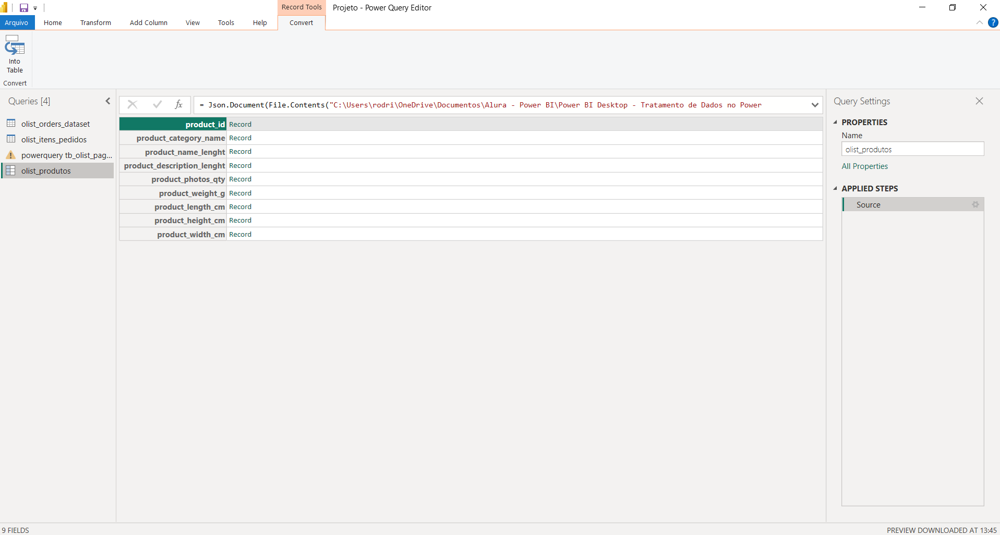 Record Tools
Projeto - Power Query Editor
Arquivo
Home
Transform
Add Column
View
Tools
Help
Convert
Into
Table
Convert
Queries [4]
fx
= Json.Document(File.Contents("C:\Users\rodri\OneDrive\Documentos\Alura - Power BI\Power BI Desktop - Tratamento de Dados no Power
Query Settings
olist_orders_dataset
olist_itens_pedidos
powerquery tb_olist_pag...
olist_produtos
product_id Record
product_category_name Record
product_name_lenght Record
product_description_lenght Record
product_photos_qty Record
product_weight_g Record
product_length_cm Record
product_height_cm Record
product_width_cm Record
PROPERTIES
Name
olist_produtos
All Properties
APPLIED STEPS
Source
9 FIELDS
PREVIEW DOWNLOADED AT 13:45